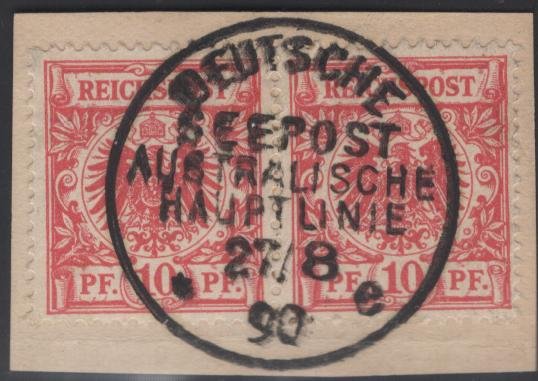 REICHSPOST REICHSPOST
DEUTSCHE
SEEPOST
AUSTRALISCHE
HAUPTLINIE
27/8
90 e
PF. 10 PF. PF. 10 PF.